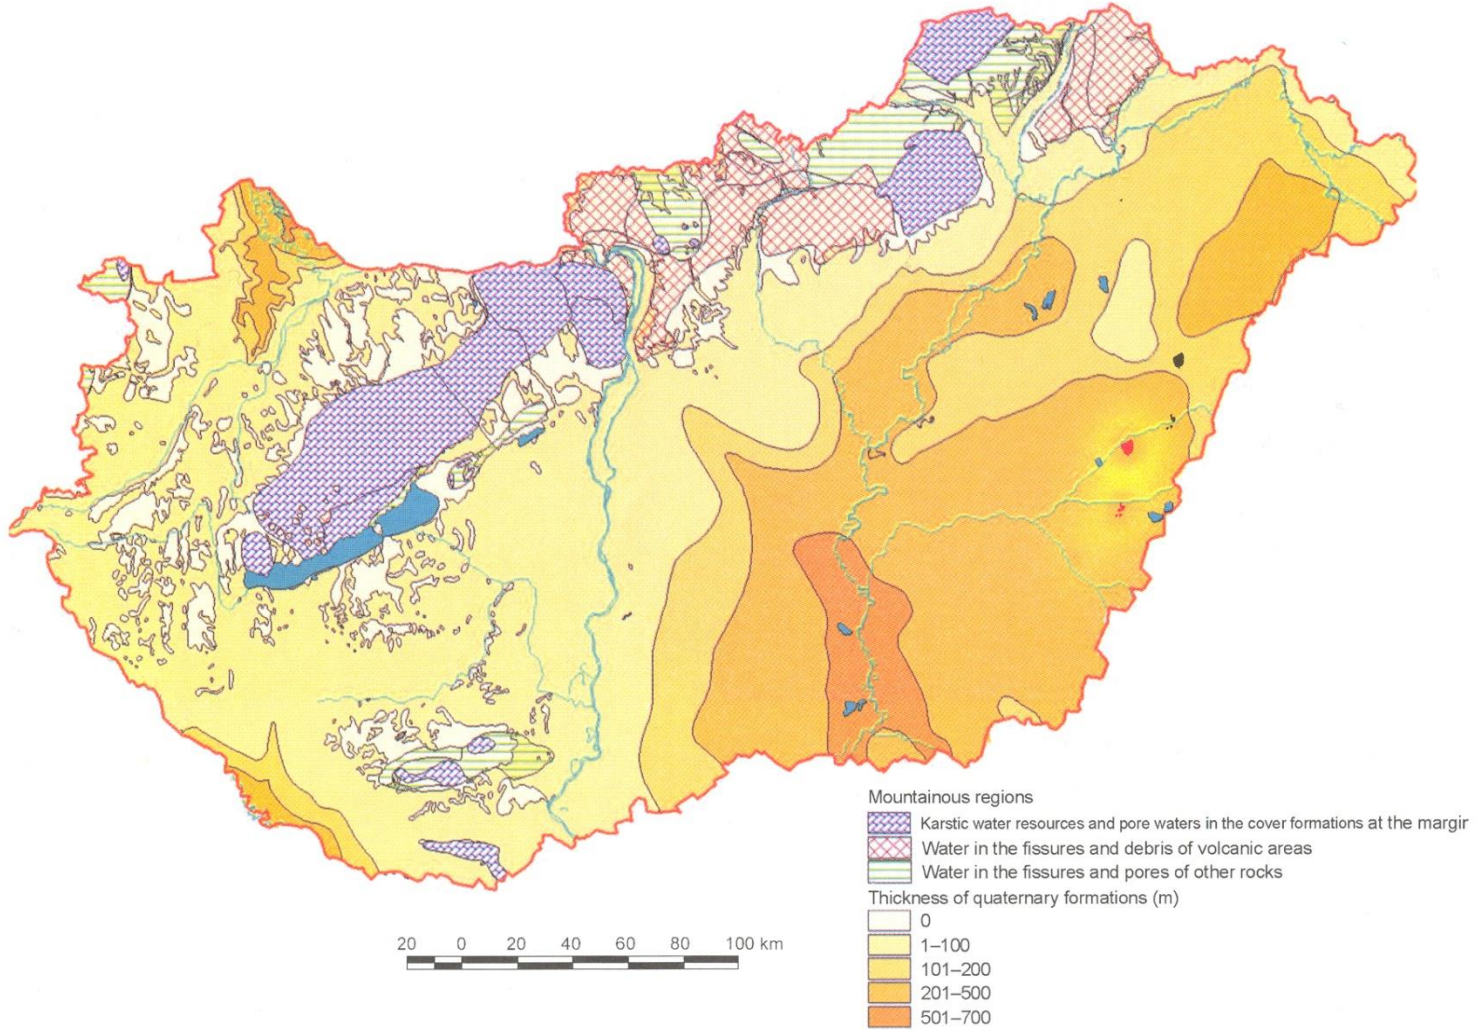 Mountainous regions
Karstic water resources and pore waters in the cover formations at the margir
Water in the fissures and debris of volcanic areas
Water in the fissures and pores of other rocks
Thickness of quaternary formations (m)
0
1–100
101–200
201–500
501–700
20 0 20 40 60 80 100 km